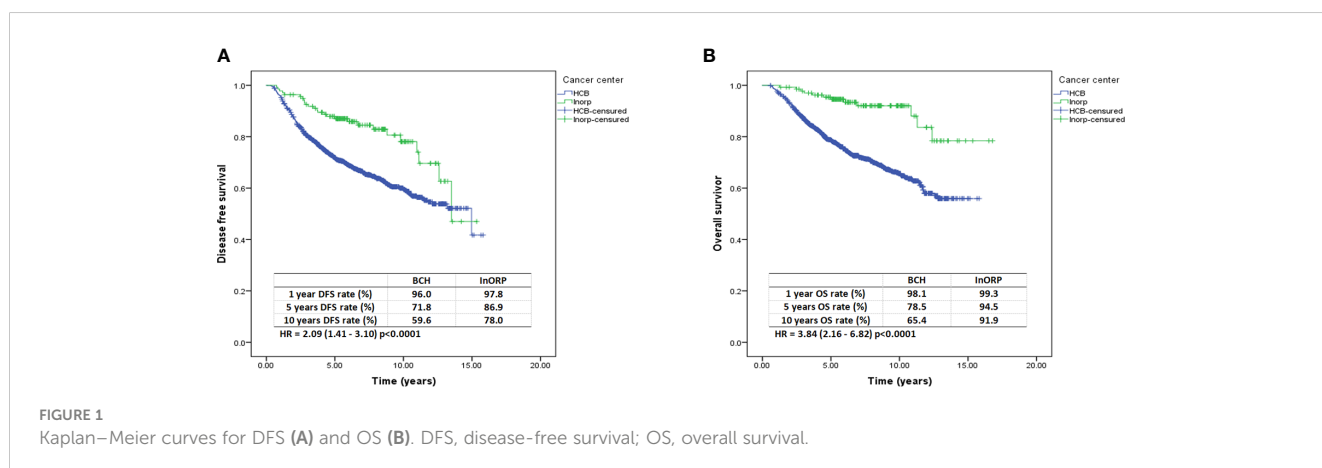 A
Cancer center
HCB
Inorp
HCB-censured
Inorp-censured
Disease free survival
1.0
0.8
0.6
0.4
0.2
0.0
BCH InORP
1 year DFS rate (%) 96.0 97.8
5 years DFS rate (%) 71.8 86.9
10 years DFS rate (%) 59.6 78.0
HR = 2.09 (1.41 - 3.10) p<0.0001
0.00 5.00 10.00 15.00 20.00
Time (years)
B
Cancer center
HCB
Inorp
HCB-censured
Inorp-censured
Overall survivor
1.0
0.8
0.6
0.4
0.2
0.0
BCH InORP
1 year OS rate (%) 98.1 99.3
5 years OS rate (%) 78.5 94.5
10 years OS rate (%) 65.4 91.9
HR = 3.84 (2.16 - 6.82) p<0.0001
0.00 5.00 10.00 15.00 20.00
Time (years)
FIGURE 1
Kaplan–Meier curves for DFS (A) and OS (B). DFS, disease-free survival; OS, overall survival.